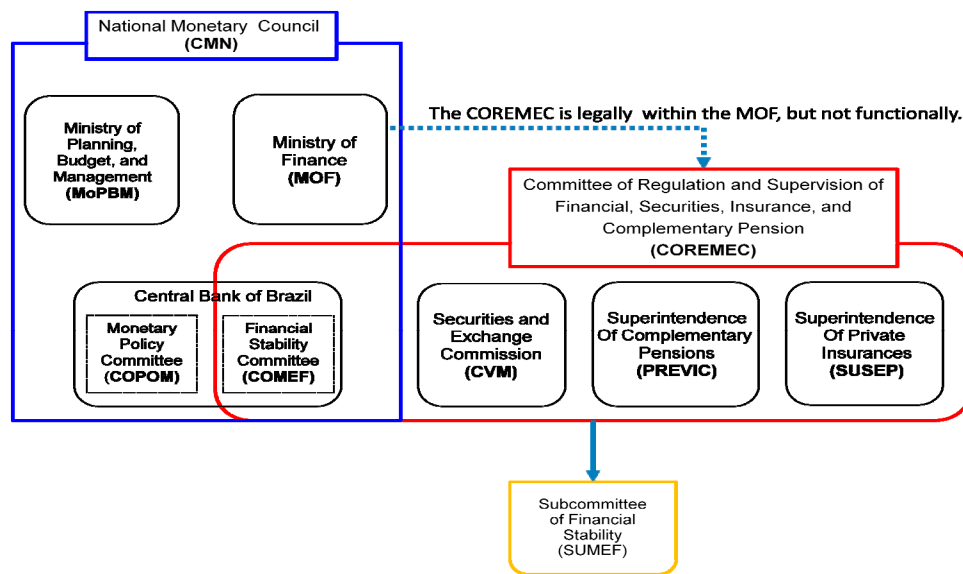 National Monetary Council
(CMN)
Ministry of
Planning,
Budget, and
Management
(MoPBM)
Ministry of
Finance
(MOF)
The COREMEC is legally within the MOF, but not functionally.
Committee of Regulation and Supervision of
Financial, Securities, Insurance, and
Complementary Pension
(COREMEC)
Central Bank of Brazil
Monetary
Policy
Committee
(COPOM)
Financial
Stability
Committee
(COMEF)
Securities and
Exchange
Commission
(CVM)
Superintendence
Of Complementary
Pensions
(PREVIC)
Superintendence
Of Private
Insurances
(SUSEP)
Subcommittee
of Financial
Stability
(SUMEF)